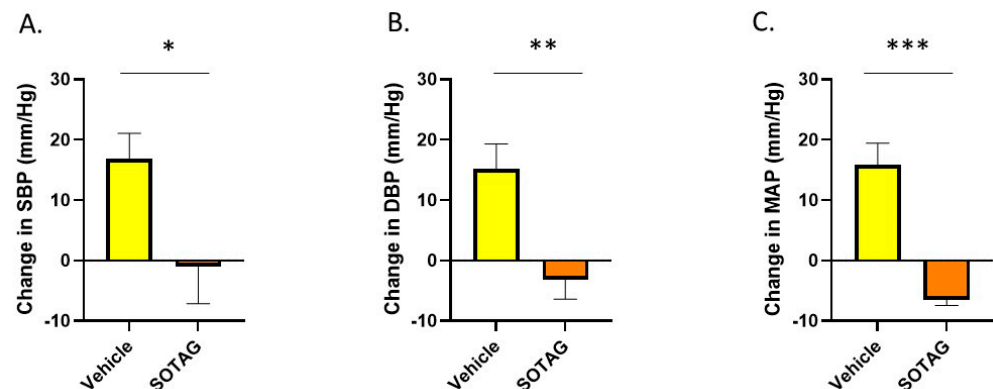 A.
*
Change in SBP (mm/Hg)
30
20
10
0
-10
Vehicle
SOTAG
B.
**
Change in DBP (mm/Hg)
30
20
10
0
-10
Vehicle
SOTAG
C.
***
Change in MAP (mm/Hg)
30
20
10
0
-10
Vehicle
SOTAG